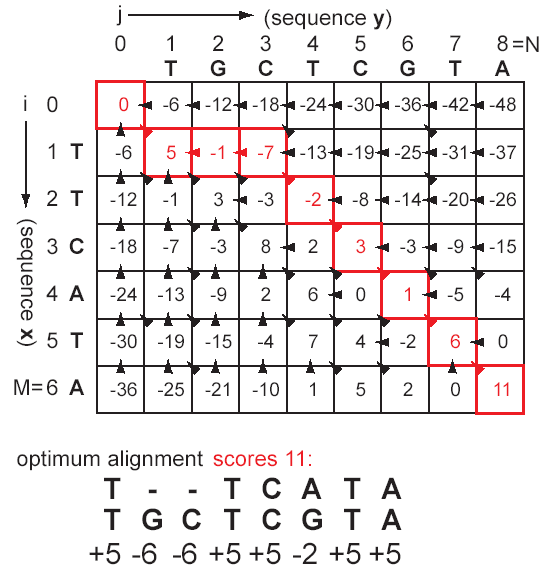 j (sequence y)
0 1 2 3 4 5 6 7 8 =N
T G C T C G T A
i 0 0 -6 -12 -18 -24 -30 -36 -42 -48
1 T -6 5 -1 -7 -13 -19 -25 -31 -37
2 T -12 -1 3 -3 -2 -8 -14 -20 -26
3 C -18 -7 -3 8 2 3 -3 -9 -15
4 A -24 -13 -9 2 6 0 1 -5 -4
5 T -30 -19 -15 -4 7 4 -2 6 0
M=6 A -36 -25 -21 -10 1 5 2 0 11
(sequence x)
optimum alignment scores 11:
T - - T C A T A
T G C T C G T A
+5 -6 -6 +5 +5 -2 +5 +5